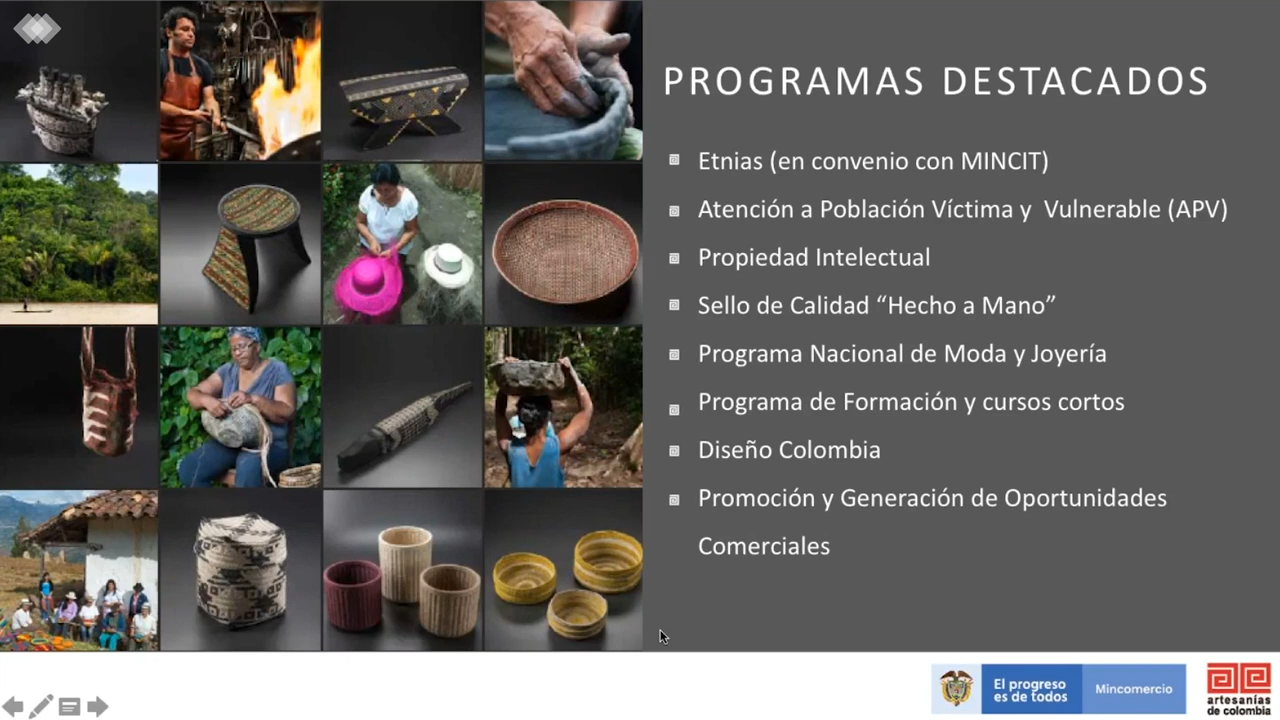 PROGRAMAS DESTACADOS
Etnias (en convenio con MINCIT)
Atención a Población Víctima y Vulnerable (APV)
Propiedad Intelectual
Sello de Calidad “Hecho a Mano”
Programa Nacional de Moda y Joyería
Programa de Formación y cursos cortos
Diseño Colombia
Promoción y Generación de Oportunidades
Comerciales
El progreso
es de todos
Mincomercio
artesanías
de colombia